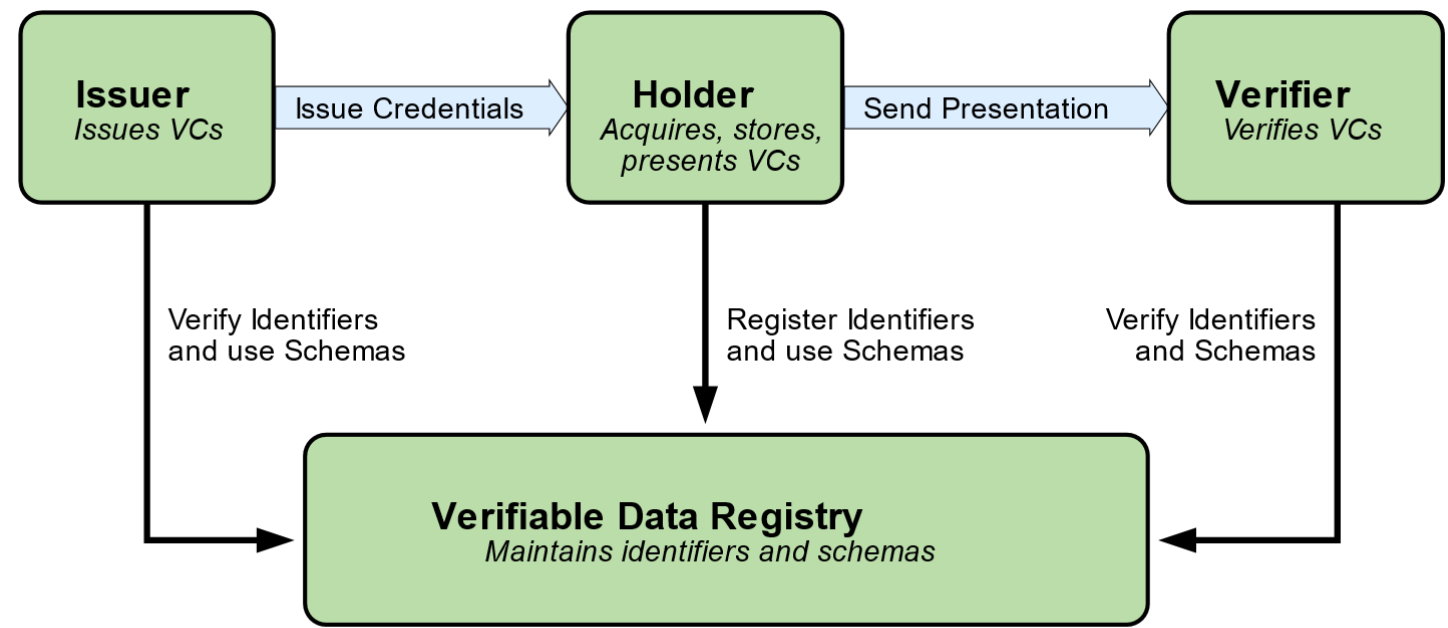 Issuer
Issues VCs
Issue Credentials
Holder
Acquires, stores,
presents VCs
Send Presentation
Verifier
Verifies VCs
Verify Identifiers
and use Schemas
Register Identifiers
and use Schemas
Verify Identifiers
and Schemas
Verifiable Data Registry
Maintains identifiers and schemas